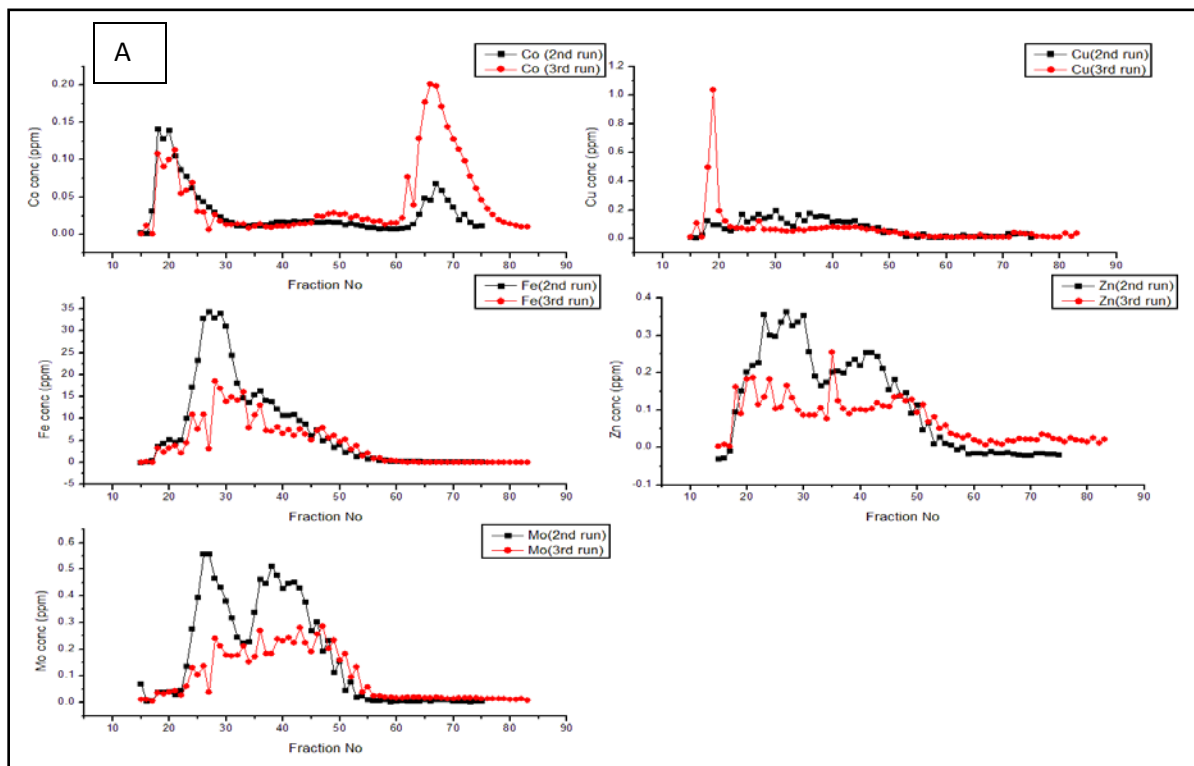 A
Co (2nd run)
Co (3rd run)
0.20
0.15
0.10
0.05
0.00
Co conc (ppm)
10 20 30 40 50 60 70 80 90
Fraction No
Cu(2nd run)
Cu(3rd run)
1.2
1.0
0.8
0.6
0.4
0.2
0.0
Cu conc (ppm)
10 20 30 40 50 60 70 80 90
Fraction No
Fe(2nd run)
Fe(3rd run)
35
30
25
20
15
10
5
0
-5
Fe conc (ppm)
10 20 30 40 50 60 70 80 90
Fraction No
Zn(2nd run)
Zn(3rd run)
0.4
0.3
0.2
0.1
0.0
-0.1
Zn conc (ppm)
10 20 30 40 50 60 70 80 90
Fraction No
Mo(2nd run)
Mo(3rd run)
0.6
0.5
0.4
0.3
0.2
0.1
0.0
Mo conc (ppm)
10 20 30 40 50 60 70 80 90
Fraction No